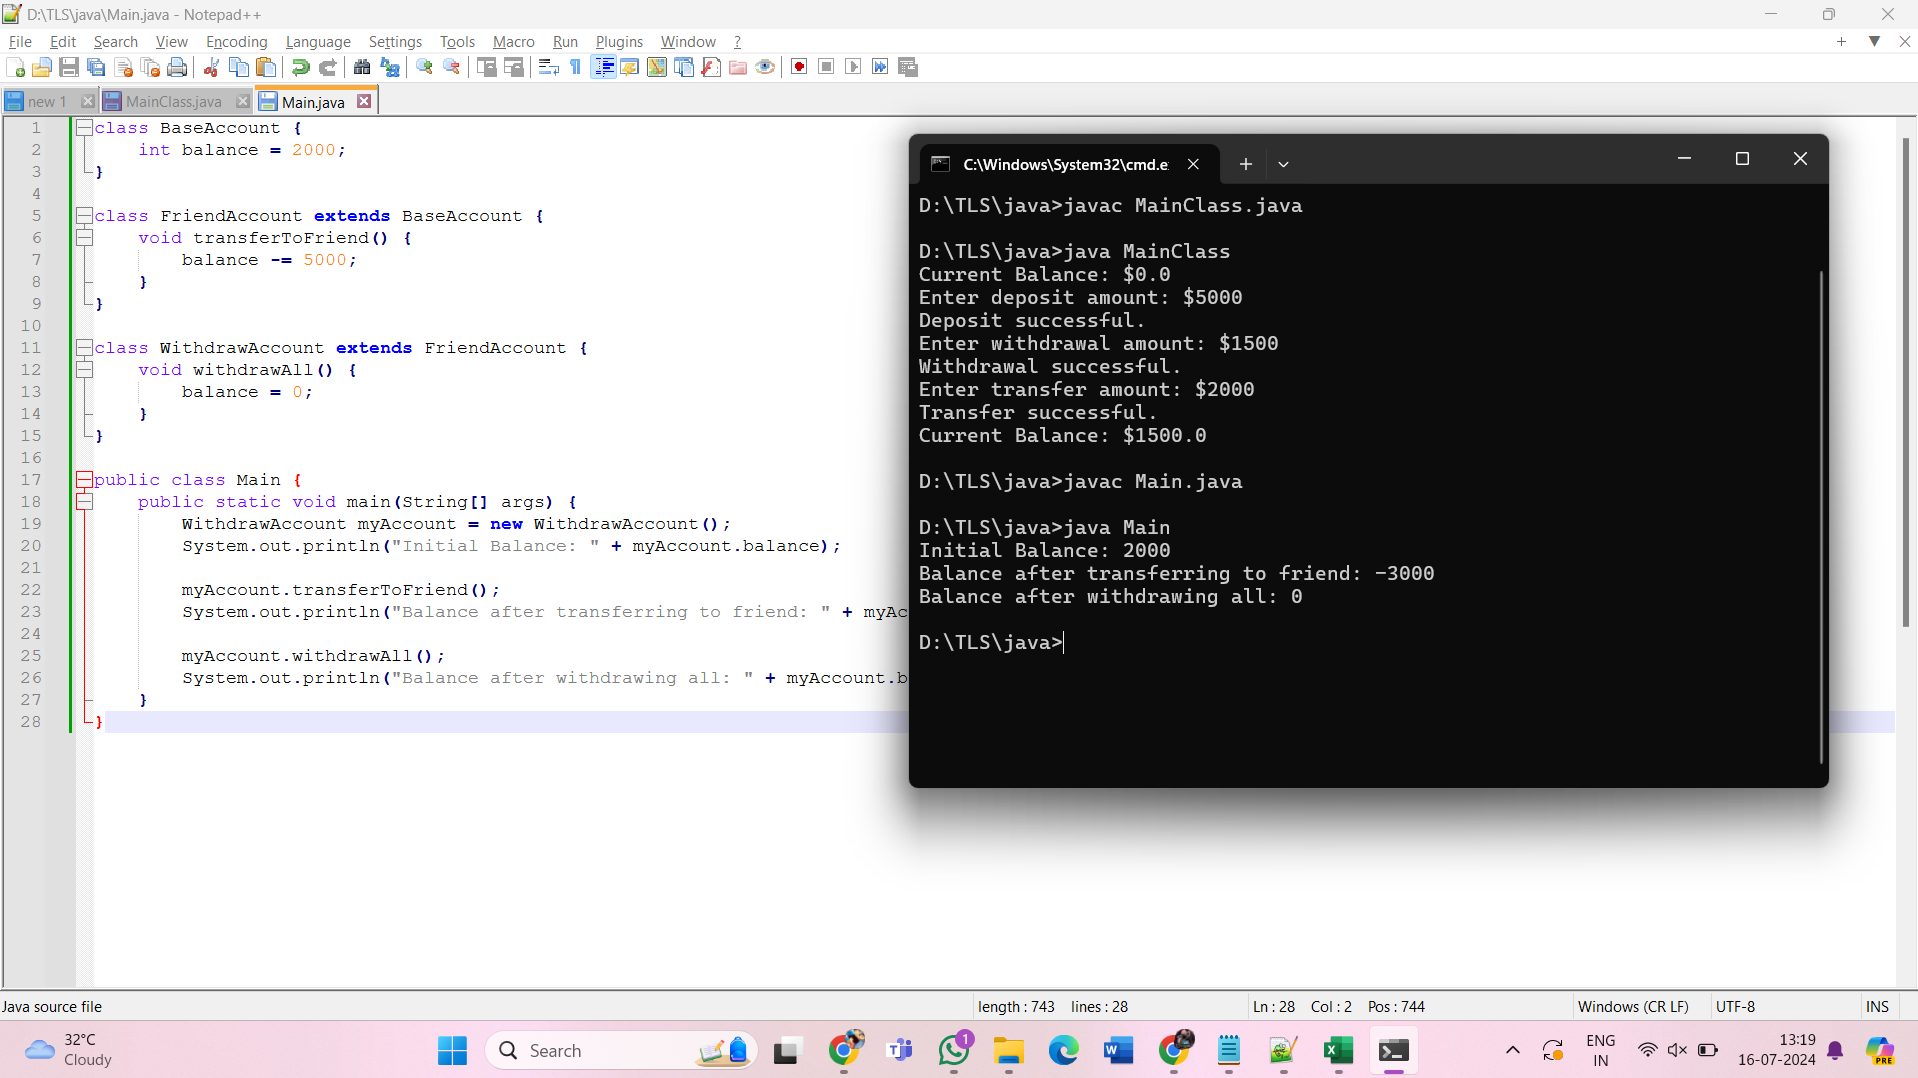 D:\TLS\java\Main.java - Notepad++
File Edit Search View Encoding Language Settings Tools Macro Run Plugins Window ?
new 1 MainClass.java Main.java
1 class BaseAccount {
2 int balance = 2000;
3 }
4
5 class FriendAccount extends BaseAccount {
6 void transferToFriend() {
7 balance -= 5000;
8 }
9 }
10
11 class WithdrawAccount extends FriendAccount {
12 void withdrawAll() {
13 balance = 0;
14 }
15 }
16
17 public class Main {
18 public static void main(String[] args) {
19 WithdrawAccount myAccount = new WithdrawAccount();
20 System.out.println("Initial Balance: " + myAccount.balance);
21
22 myAccount.transferToFriend();
23 System.out.println("Balance after transferring to friend: " + myAc
24
25 myAccount.withdrawAll();
26 System.out.println("Balance after withdrawing all: " + myAccount.b
27 }
28 }
C:\Windows\System32\cmd.e
D:\TLS\java>javac MainClass.java
D:\TLS\java>java MainClass
Current Balance: $0.0
Enter deposit amount: $5000
Deposit successful.
Enter withdrawal amount: $1500
Withdrawal successful.
Enter transfer amount: $2000
Transfer successful.
Current Balance: $1500.0
D:\TLS\java>javac Main.java
D:\TLS\java>java Main
Initial Balance: 2000
Balance after transferring to friend: -3000
Balance after withdrawing all: 0
D:\TLS\java>
Java source file length : 743 lines : 28 Ln : 28 Col : 2 Pos : 744 Windows (CR LF) UTF-8 INS
32°C
Cloudy
Search
1
ENG
IN
13:19
16-07-2024
PRE